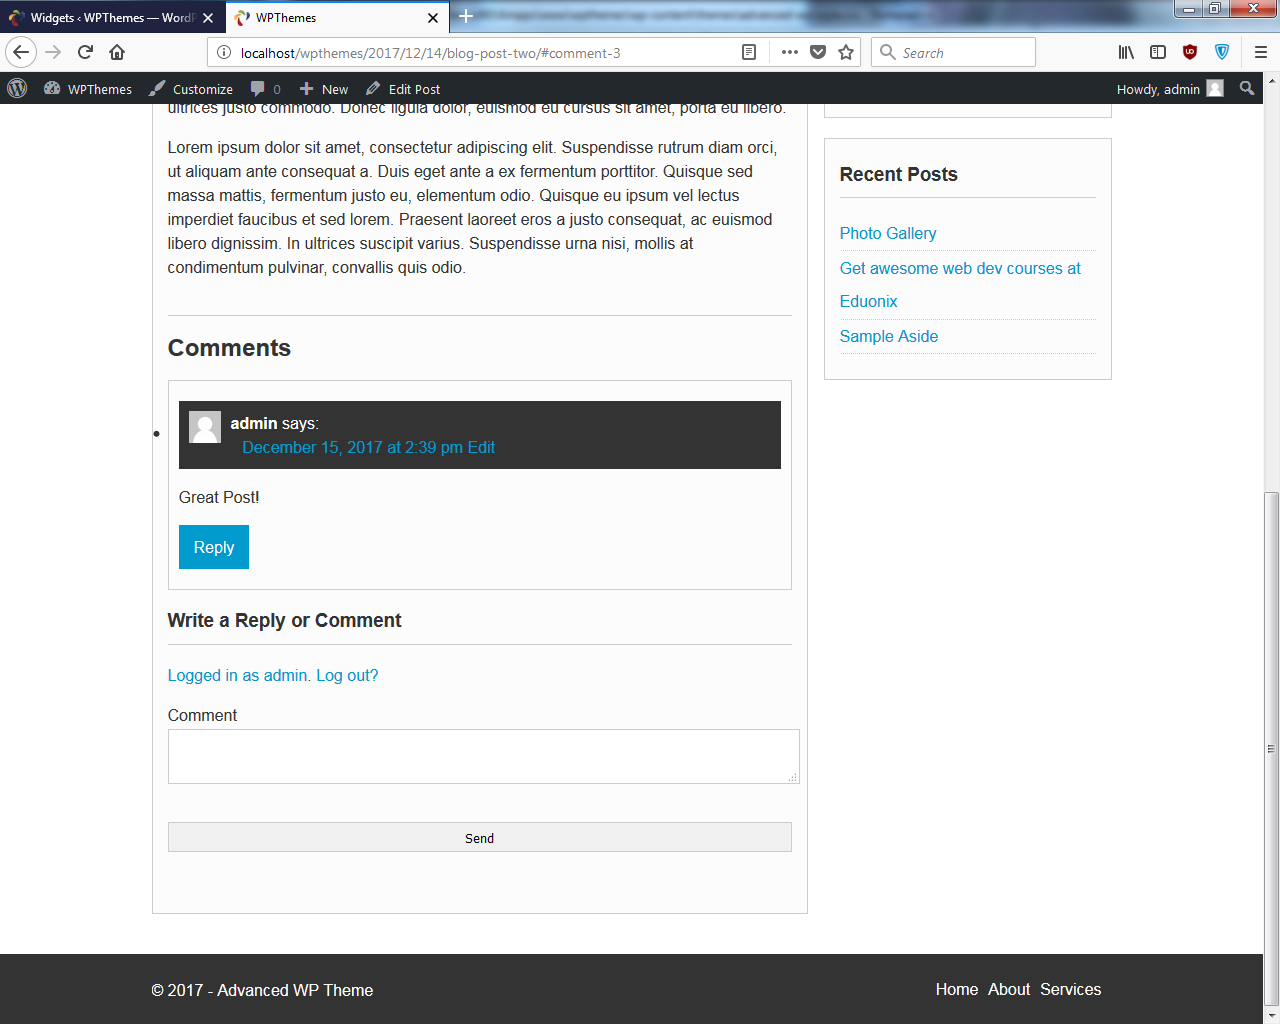 Widgets ‹ WPThemes — WordP
WPThemes
localhost/wpthemes/2017/12/14/blog-post-two/#comment-3
Search
WPThemes
Customize
0
New
Edit Post
Howdy, admin
ultrices justo commodo. Donec ligula dolor, euismod eu cursus sit amet, porta eu libero.
Lorem ipsum dolor sit amet, consectetur adipiscing elit. Suspendisse rutrum diam orci,
ut aliquam ante consequat a. Duis eget ante a ex fermentum porttitor. Quisque sed
massa mattis, fermentum justo eu, elementum odio. Quisque eu ipsum vel lectus
imperdiet faucibus et sed lorem. Praesent laoreet eros a justo consequat, ac euismod
libero dignissim. In ultrices suscipit varius. Suspendisse urna nisi, mollis at
condimentum pulvinar, convallis quis odio.
Comments
admin says:
December 15, 2017 at 2:39 pm Edit
Great Post!
Reply
Write a Reply or Comment
Logged in as admin. Log out?
Comment
Send
Recent Posts
Photo Gallery
Get awesome web dev courses at
Eduonix
Sample Aside
© 2017 - Advanced WP Theme
Home About Services